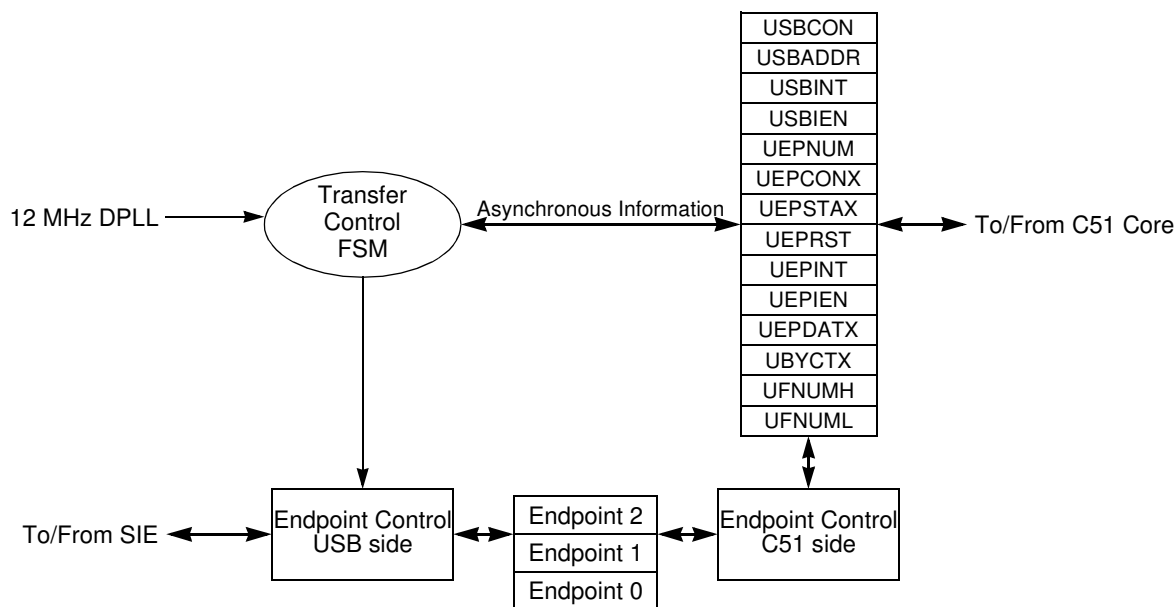 USBCON
USBADDR
USBINT
USBIEN
UEPNUM
UEPCONX
UEPSTAX
UEPRST
UEPINT
UEPIEN
UEPDATX
UBYCTX
UFNUMH
UFNUML
12 MHz DPLL
Transfer
Control
FSM
Asynchronous Information
To/From C51 Core
To/From SIE
Endpoint Control
USB side
Endpoint 2
Endpoint 1
Endpoint 0
Endpoint Control
C51 side